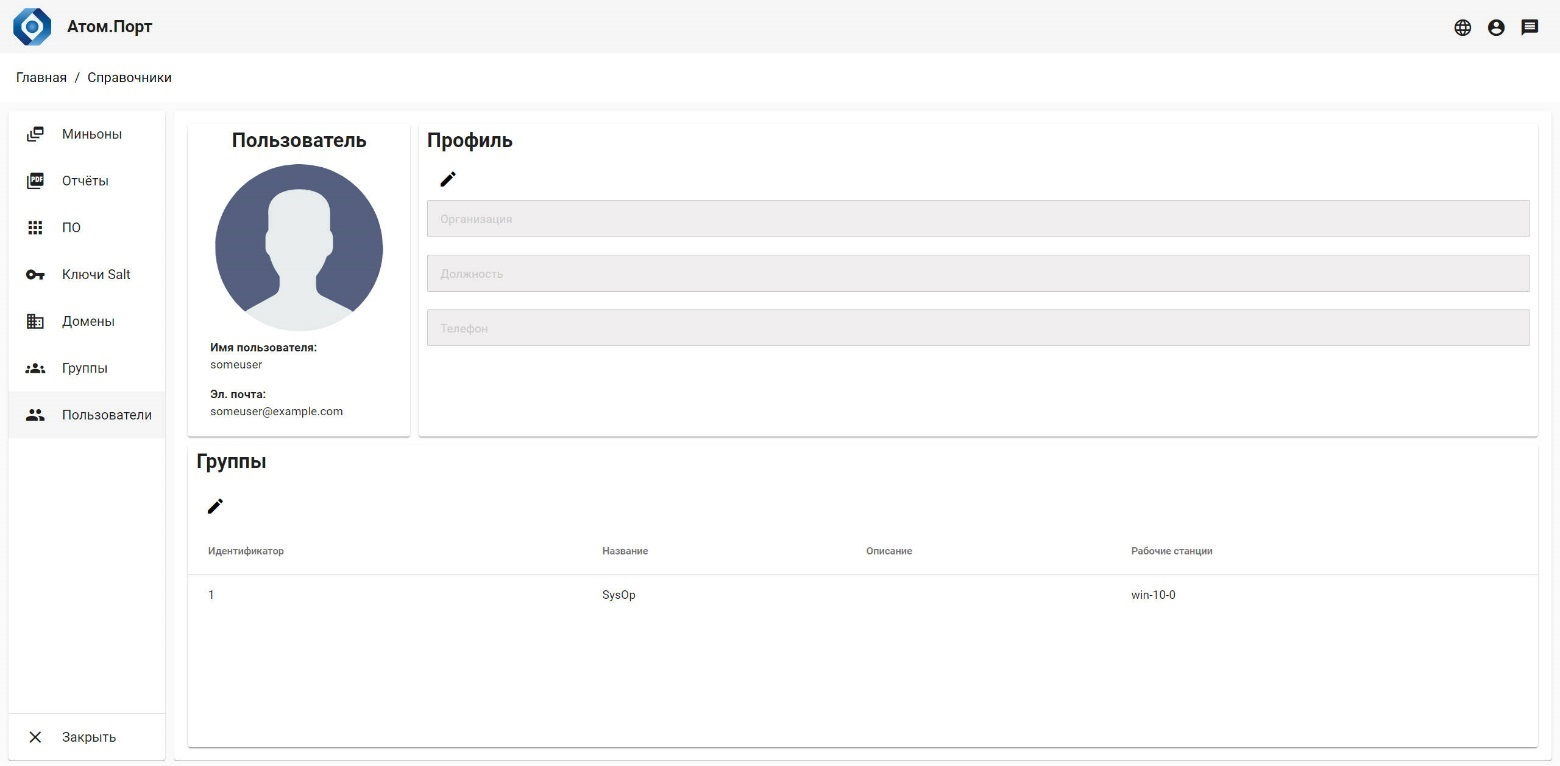 Атом.Порт
Главная / Справочники
Миньоны
Отчёты
ПО
Ключи Salt
Домены
Группы
Пользователи
Закрыть
Пользователь
Имя пользователя:
someuser
Эл. почта:
someuser@example.com
Профиль
Организация
Должность
Телефон
Группы
Идентификатор Название Описание Рабочие станции
1 SysOp win-10-0
PDF